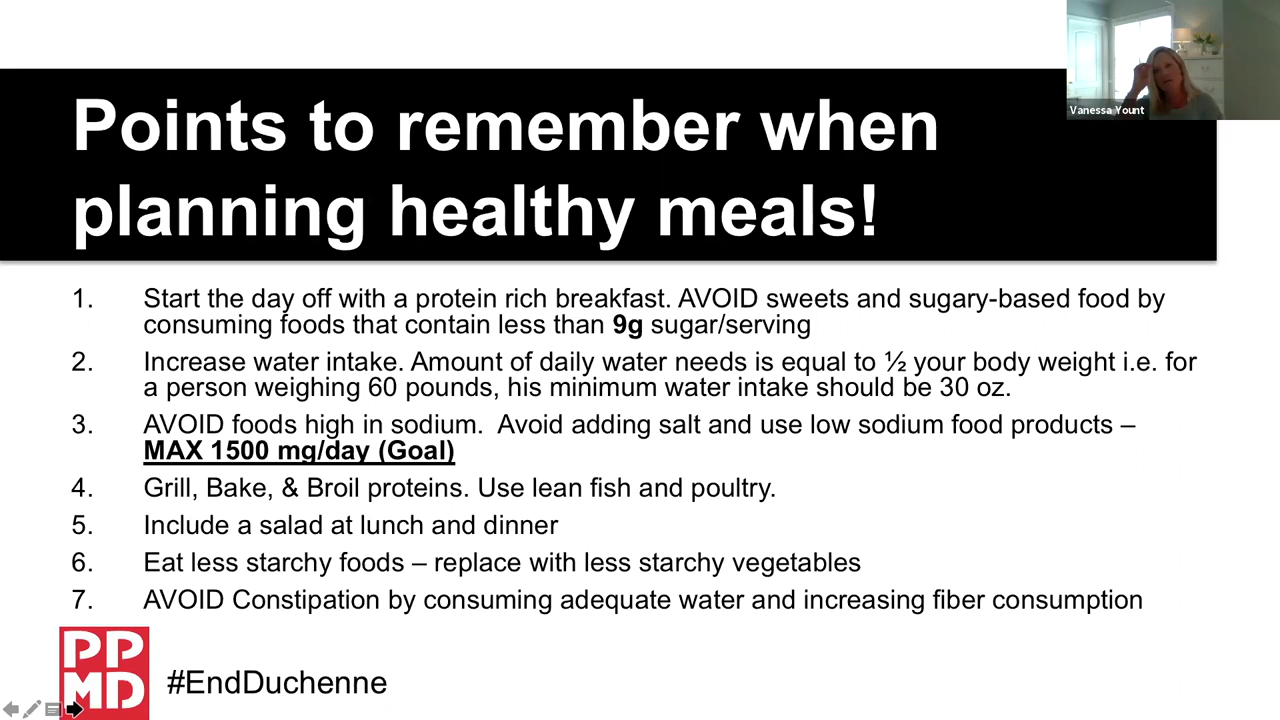 Vanessa Yount
Points to remember when
planning healthy meals!
1. Start the day off with a protein rich breakfast. AVOID sweets and sugary-based food by
consuming foods that contain less than 9g sugar/serving
2. Increase water intake. Amount of daily water needs is equal to ½ your body weight i.e. for
a person weighing 60 pounds, his minimum water intake should be 30 oz.
3. AVOID foods high in sodium.  Avoid adding salt and use low sodium food products –
MAX 1500 mg/day (Goal)
4. Grill, Bake, & Broil proteins. Use lean fish and poultry.
5. Include a salad at lunch and dinner
6. Eat less starchy foods – replace with less starchy vegetables
7. AVOID Constipation by consuming adequate water and increasing fiber consumption
PP
MD
#EndDuchenne